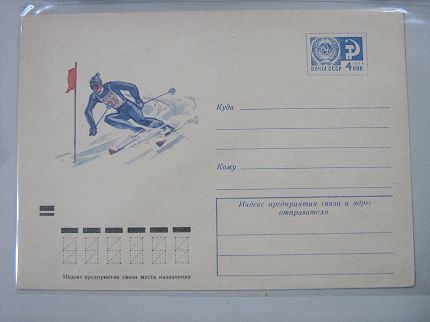 ПОЧТА СССР
4 КОП.
Куда
Кому
Индекс предприятия связи и адрес
отправителя
Индекс предприятия связи места назначения